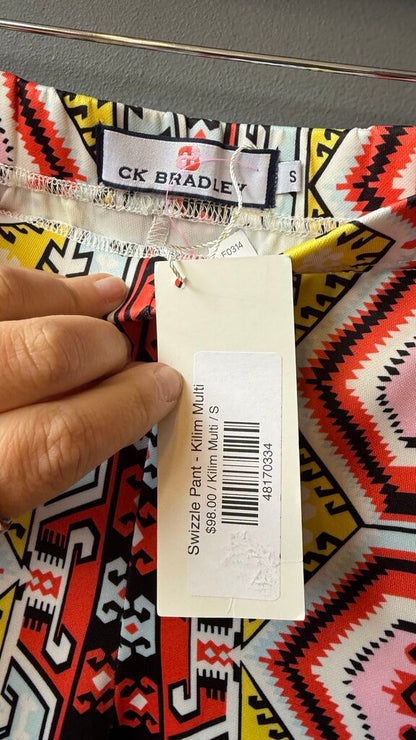 CK BRADLEY
S
F0314
Swizzle Pant - Kilim Multi
$98.00 / Kilim Multi / S
48170334